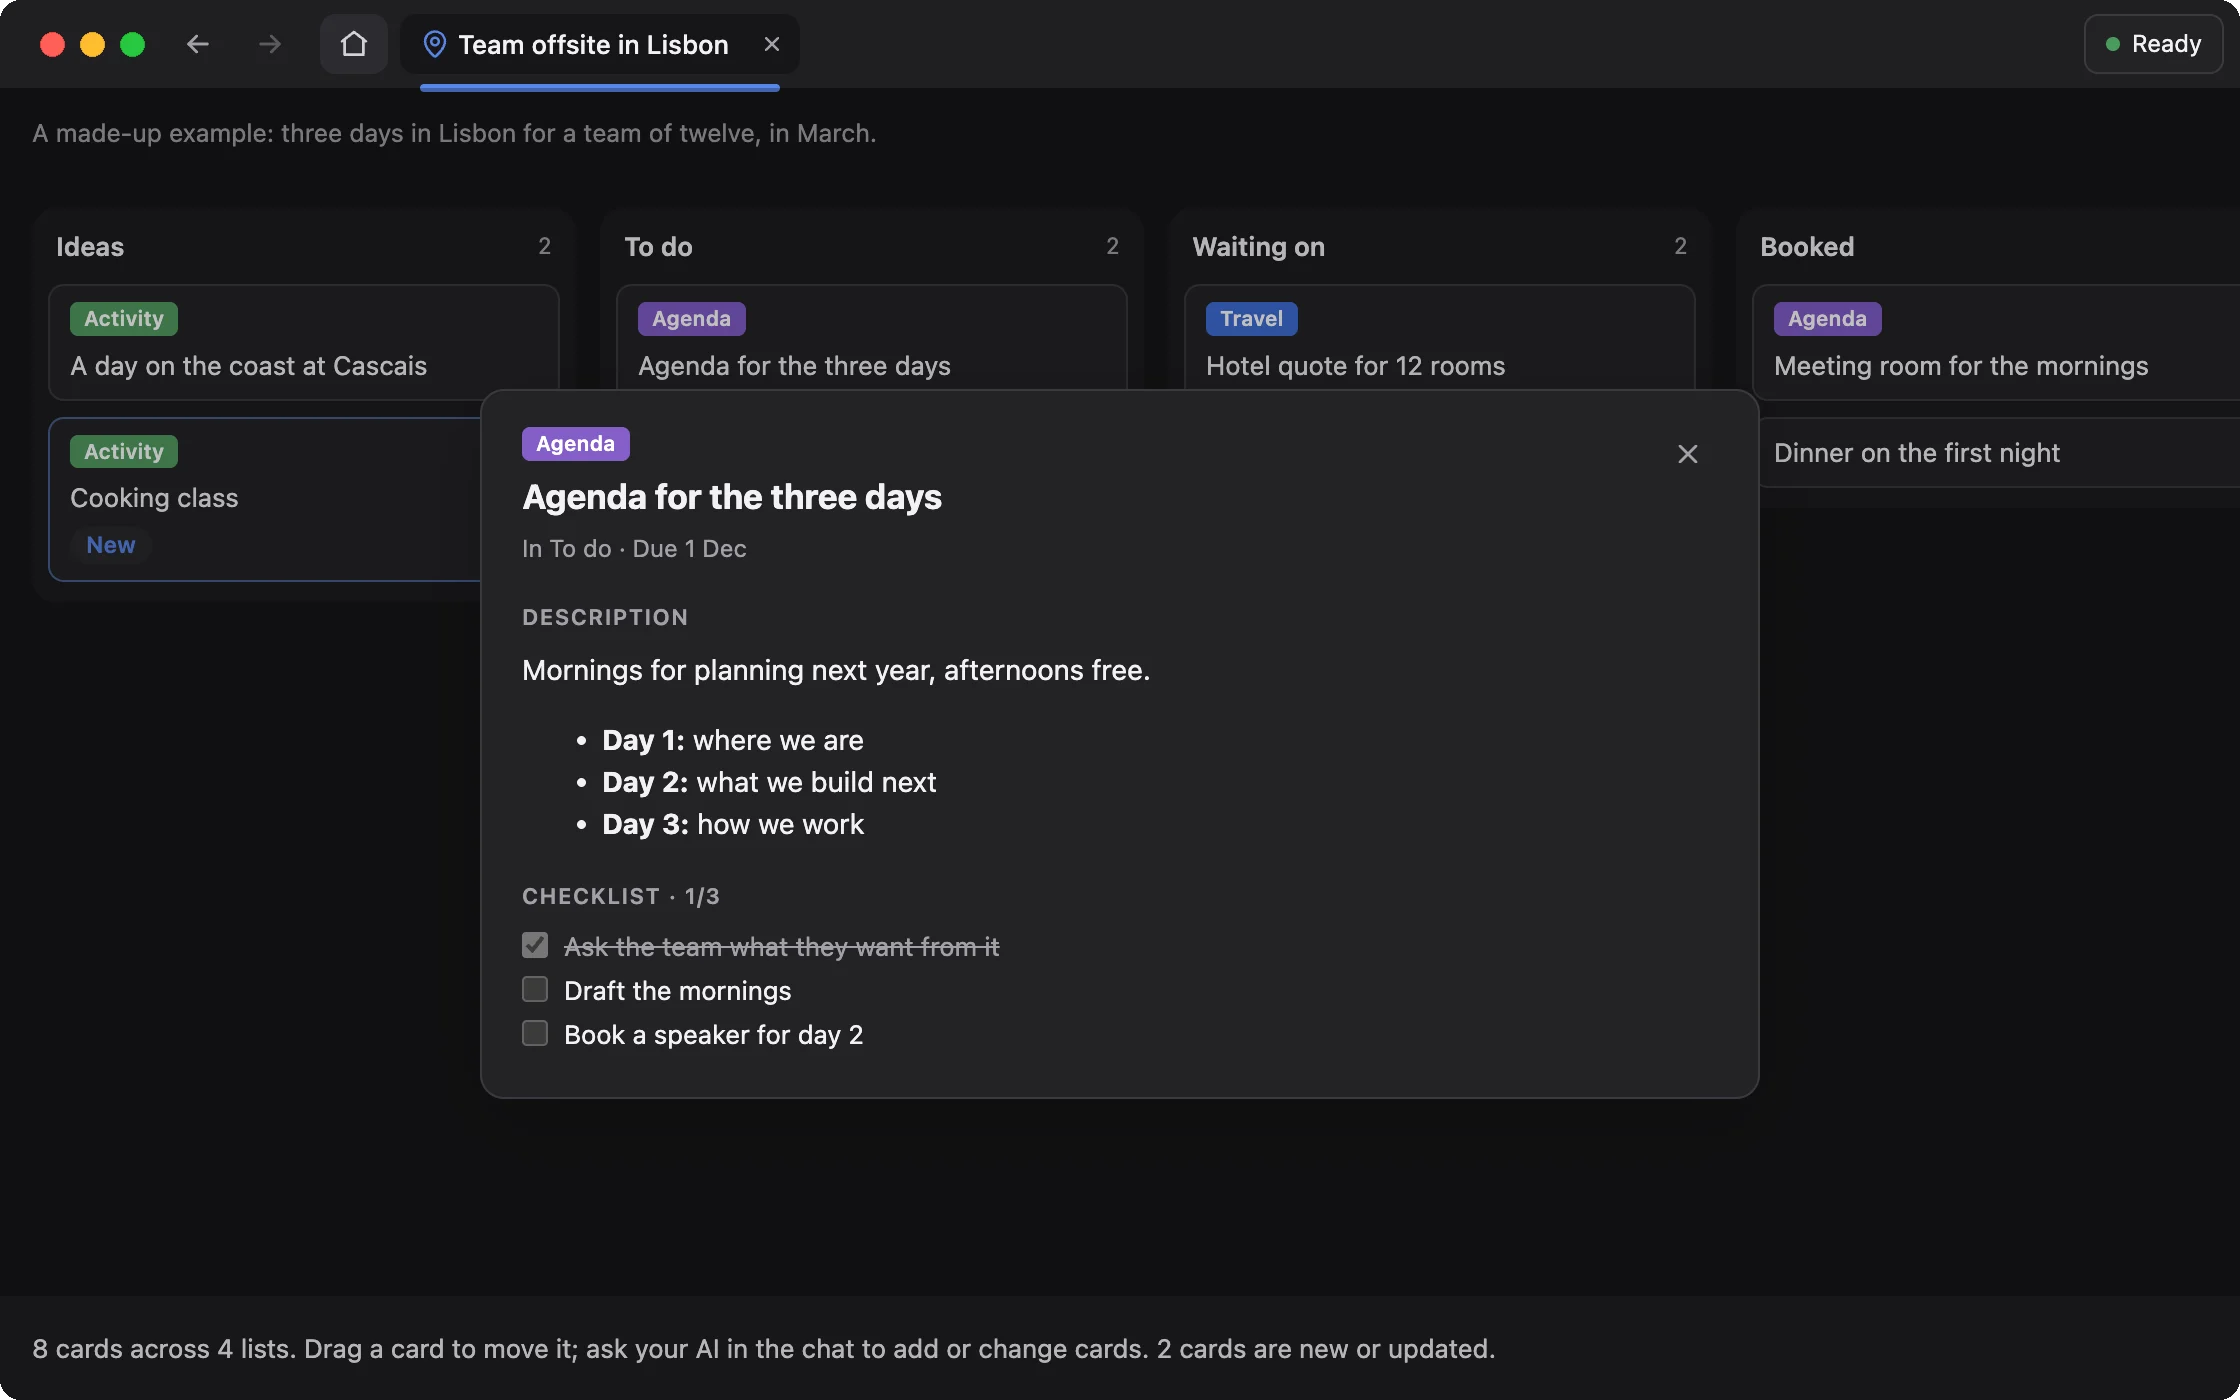 Team offsite in Lisbon
Ready
A made-up example: three days in Lisbon for a team of twelve, in March.
Ideas 2
Activity
A day on the coast at Cascais
Activity
Cooking class
New
To do 2
Agenda
Agenda for the three days
Waiting on 2
Travel
Hotel quote for 12 rooms
Booked
Agenda
Meeting room for the mornings
Dinner on the first night
Agenda
Agenda for the three days
In To do · Due 1 Dec
DESCRIPTION
Mornings for planning next year, afternoons free.
• Day 1: where we are
• Day 2: what we build next
• Day 3: how we work
CHECKLIST · 1/3
Ask the team what they want from it
Draft the mornings
Book a speaker for day 2
8 cards across 4 lists. Drag a card to move it; ask your AI in the chat to add or change cards. 2 cards are new or updated.